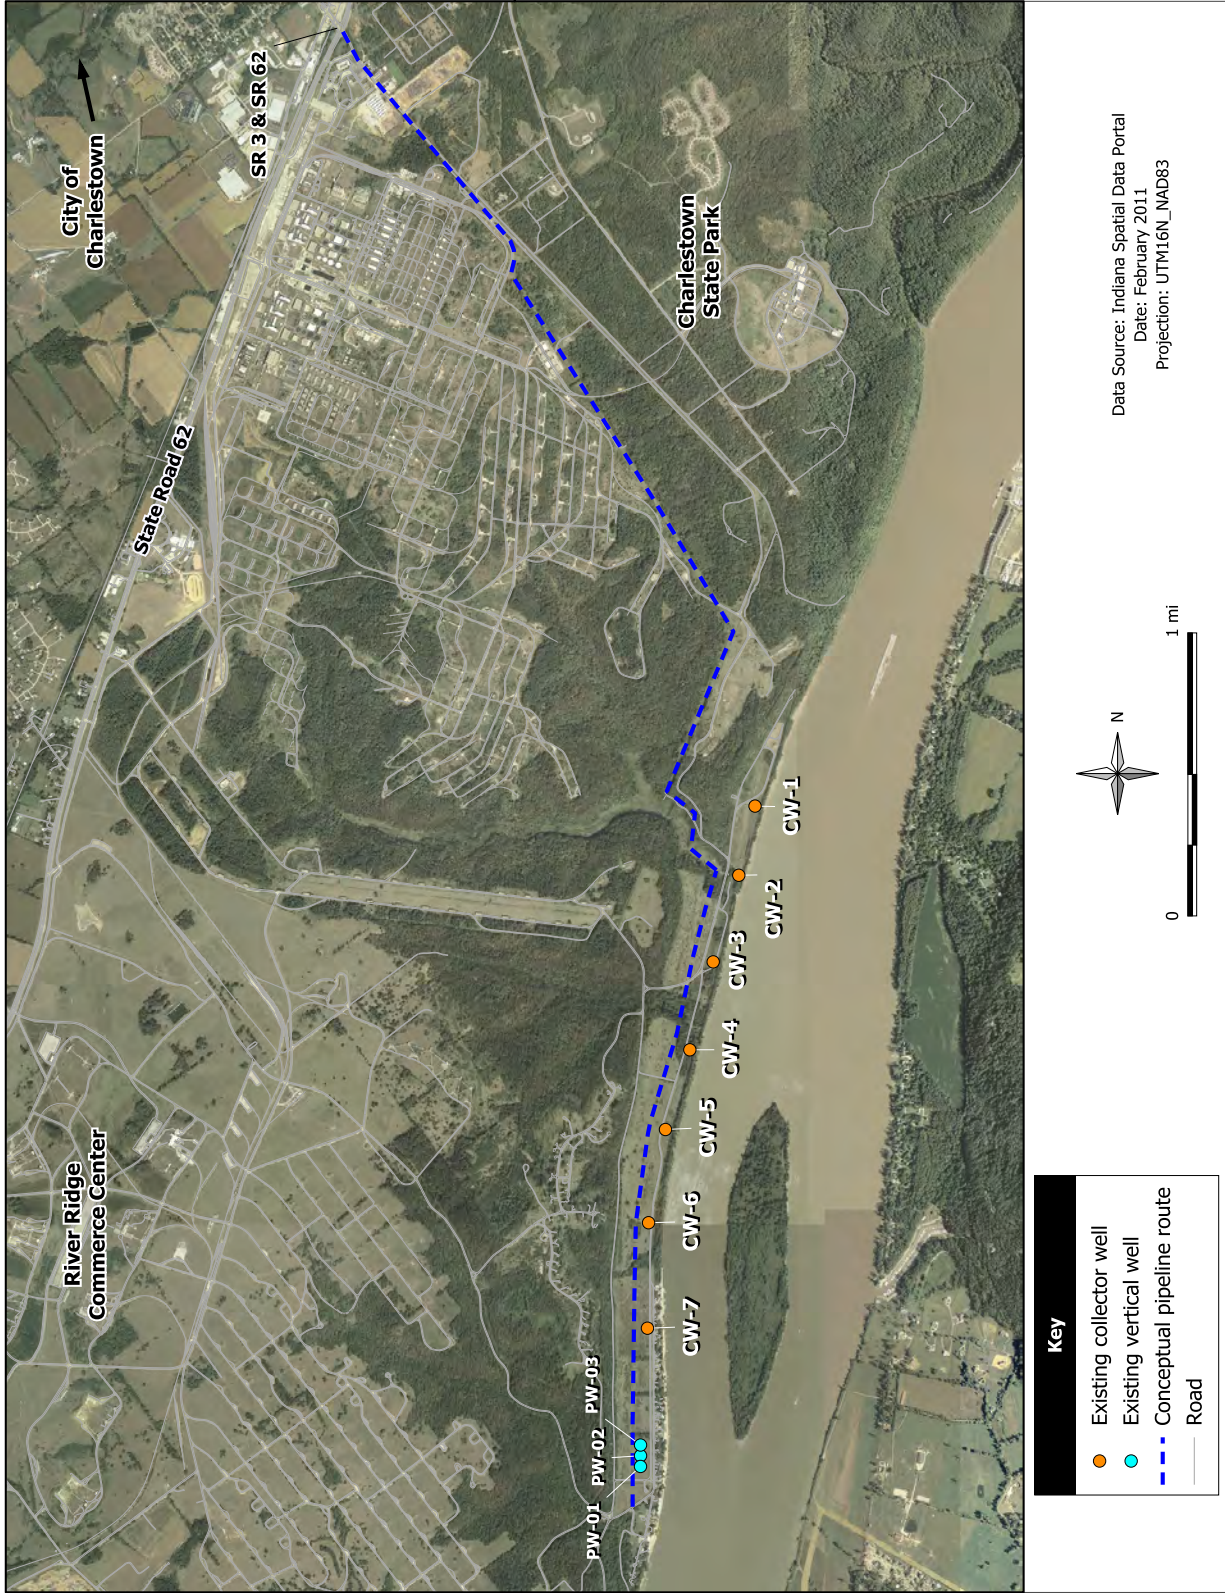 City of
Charlestown
SR 3 & SR 62
State Road 62
Charlestown
State Park
River Ridge
Commerce Center
CW-1
CW-2
CW-3
CW-4
CW-5
CW-6
CW-7
PW-03
PW-02
PW-01
Data Source: Indiana Spatial Data Portal
Date: February 2011
Projection: UTM16N_NAD83
N
0
1 mi
Key
Existing collector well
Existing vertical well
Conceptual pipeline route
Road